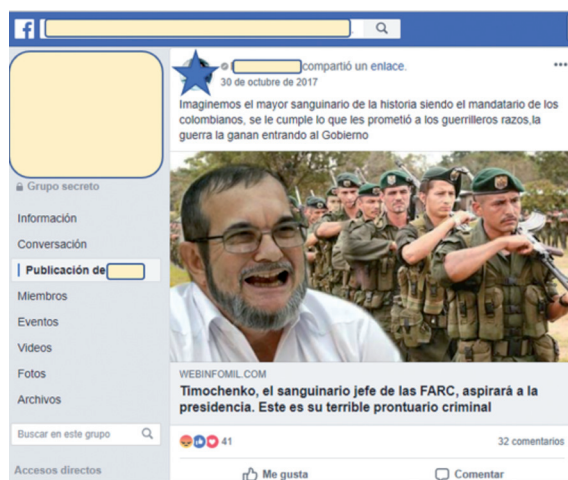 f
compartió un enlace.
30 de octubre de 2017
Imaginemos el mayor sanguinario de la historia siendo el mandatario de los
colombianos, se le cumple lo que les prometió a los guerrilleros razos,la
guerra la ganan entrando al Gobierno
Grupo secreto
Información
Conversación
Publicación de
Miembros
Eventos
Videos
Fotos
Archivos
Buscar en este grupo
Accesos directos
WEBINFOMIL.COM
Timochenko, el sanguinario jefe de las FARC, aspirará a la
presidencia. Este es su terrible prontuario criminal
41
32 comentarios
Me gusta
Comentar